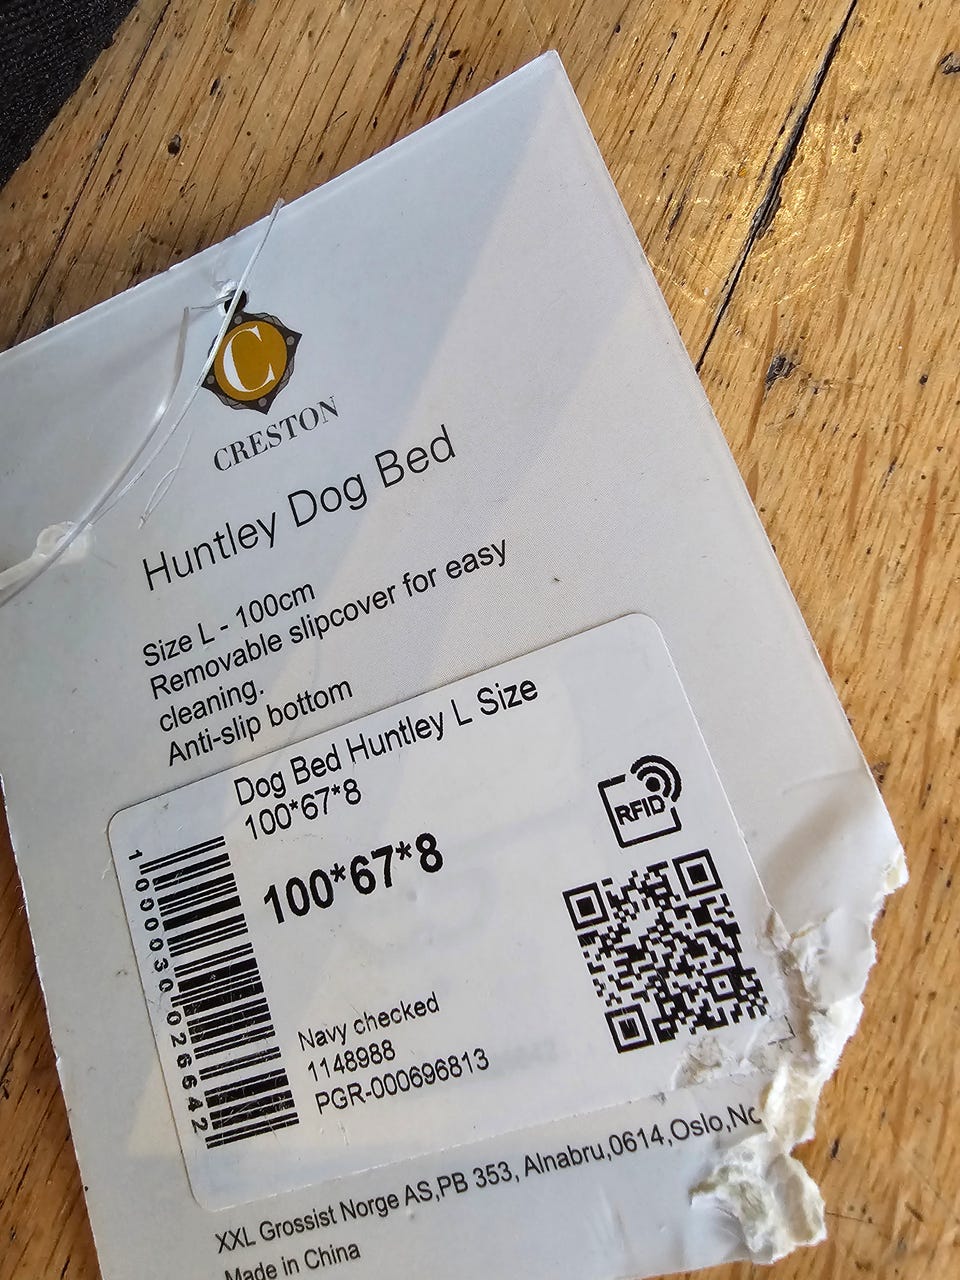 C
CRESTON
Huntley Dog Bed
Size L - 100cm
Removable slipcover for easy
cleaning.
Anti-slip bottom
Dog Bed Huntley L Size
100*67*8
100*67*8
RFID
1000030026642
Navy checked
1148988
PGR-000696813
XXL Grossist Norge AS,PB 353, Alnabru,0614,Oslo,
Made in China